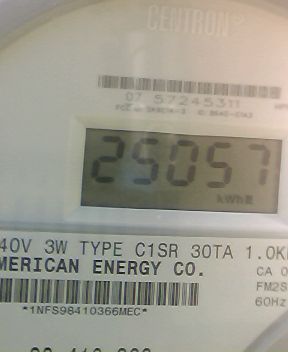 CENTRON
07 57245311
25057
kWh
40V 3W TYPE C1SR 30TA 1.0K
MERICAN ENERGY CO.
CA 0
FM2S
60Hz
*1NFS98410366MEC*